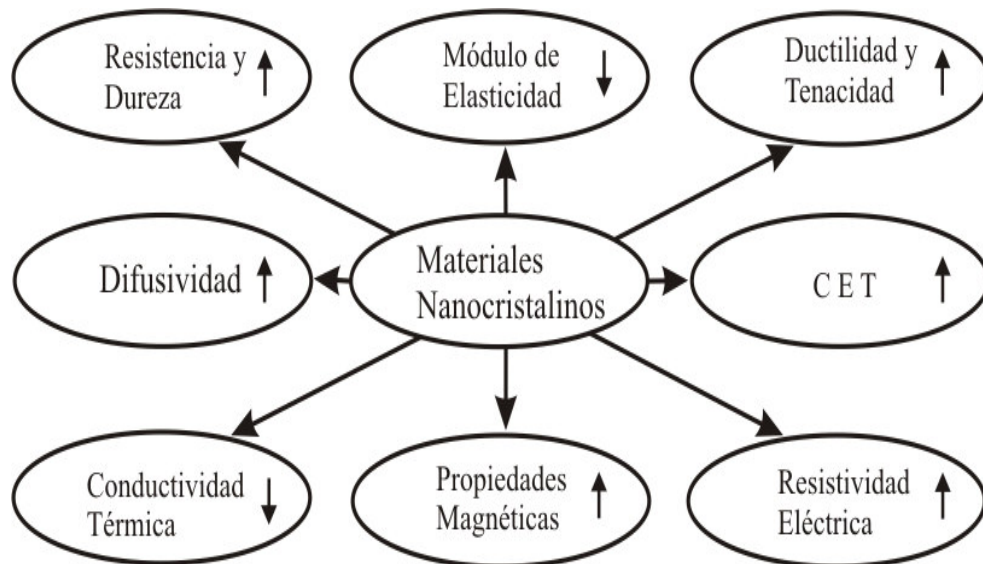 Resistencia y
Dureza
Módulo de
Elasticidad
Ductilidad y
Tenacidad
Difusividad
Materiales
Nanocristalinos
C E T
Conductividad
Térmica
Propiedades
Magnéticas
Resistividad
Eléctrica